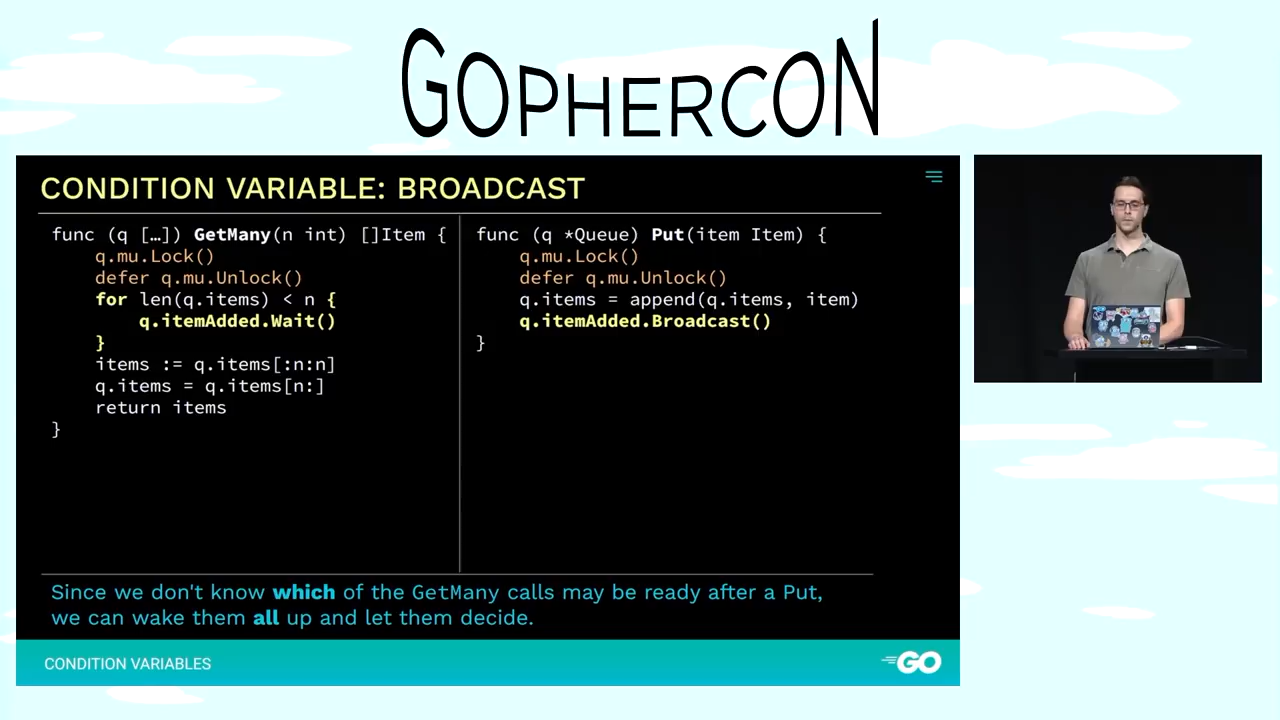 GOPHERCON
CONDITION VARIABLE: BROADCAST
func (q […]) GetMany(n int) []Item {
    q.mu.Lock()
    defer q.mu.Unlock()
    for len(q.items) < n {
        q.itemAdded.Wait()
    }
    items := q.items[:n:n]
    q.items = q.items[n:]
    return items
}
func (q *Queue) Put(item Item) {
    q.mu.Lock()
    defer q.mu.Unlock()
    q.items = append(q.items, item)
    q.itemAdded.Broadcast()
}
Since we don't know which of the GetMany calls may be ready after a Put,
we can wake them all up and let them decide.
CONDITION VARIABLES
GO